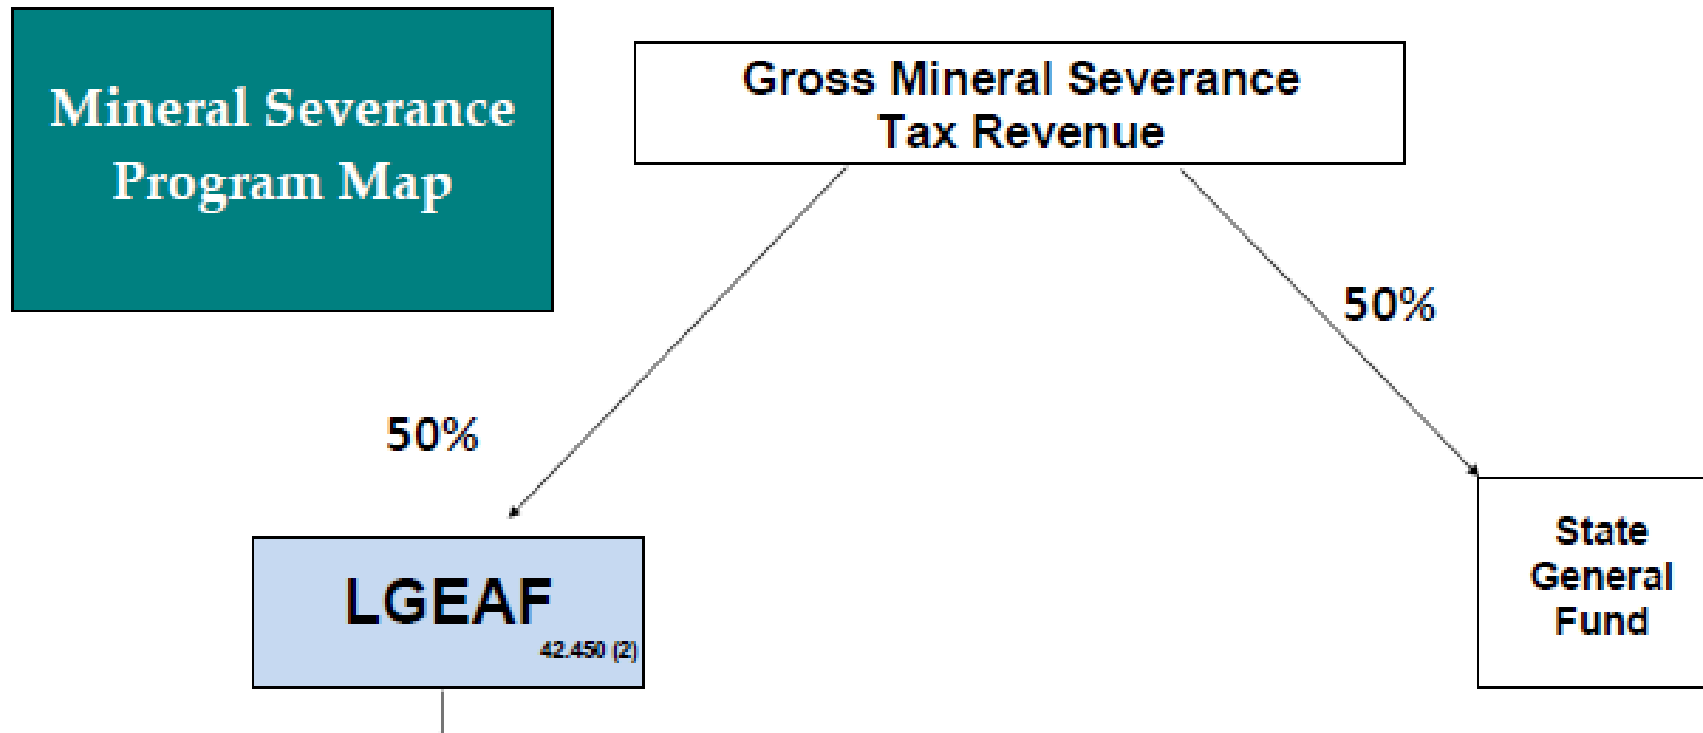 Mineral Severance
Program Map
Gross Mineral Severance
Tax Revenue
50%
50%
LGEAF
42.450 (2)
State
General
Fund